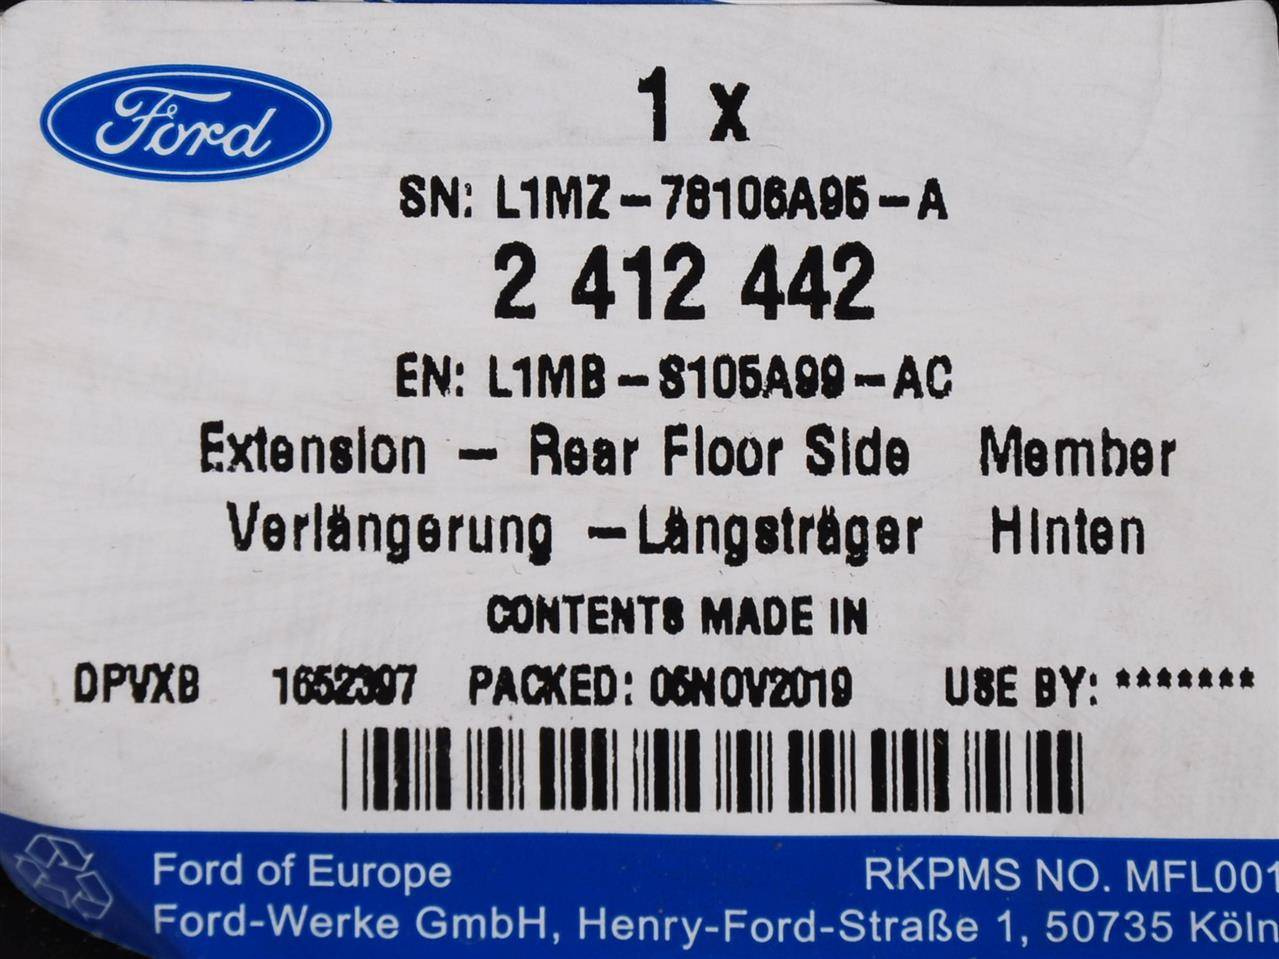 Ford
1 x
SN: L1MZ-78106A95-A
2 412 442
EN: L1MB-S105A99-AC
Extension - Rear Floor Side Member
Verlängerung -Längsträger Hinten
CONTENTS MADE IN
DPVXB 1652397 PACKED: 05NOV2019 USE BY: *******
Ford of Europe RKPMS NO. MFL001
Ford-Werke GmbH, Henry-Ford-Straße 1, 50735 Köln